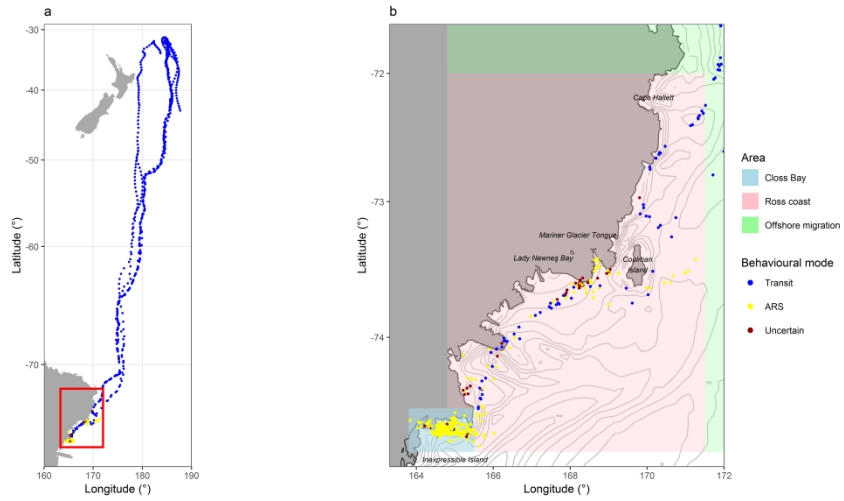 a
-30
-40
-50
-60
-70
160 170 180 190
Longitude (°)
Latitude (°)
b
-72
-73
-74
164 166 168 170 172
Longitude (°)
Latitude (°)
Cape Hallett
Mariner Glacier Tongue
Lady Newnes Bay
Coulman
Island
Inexpressible Island
Area
Closs Bay
Ross coast
Offshore migration
Behavioural mode
Transit
ARS
Uncertain